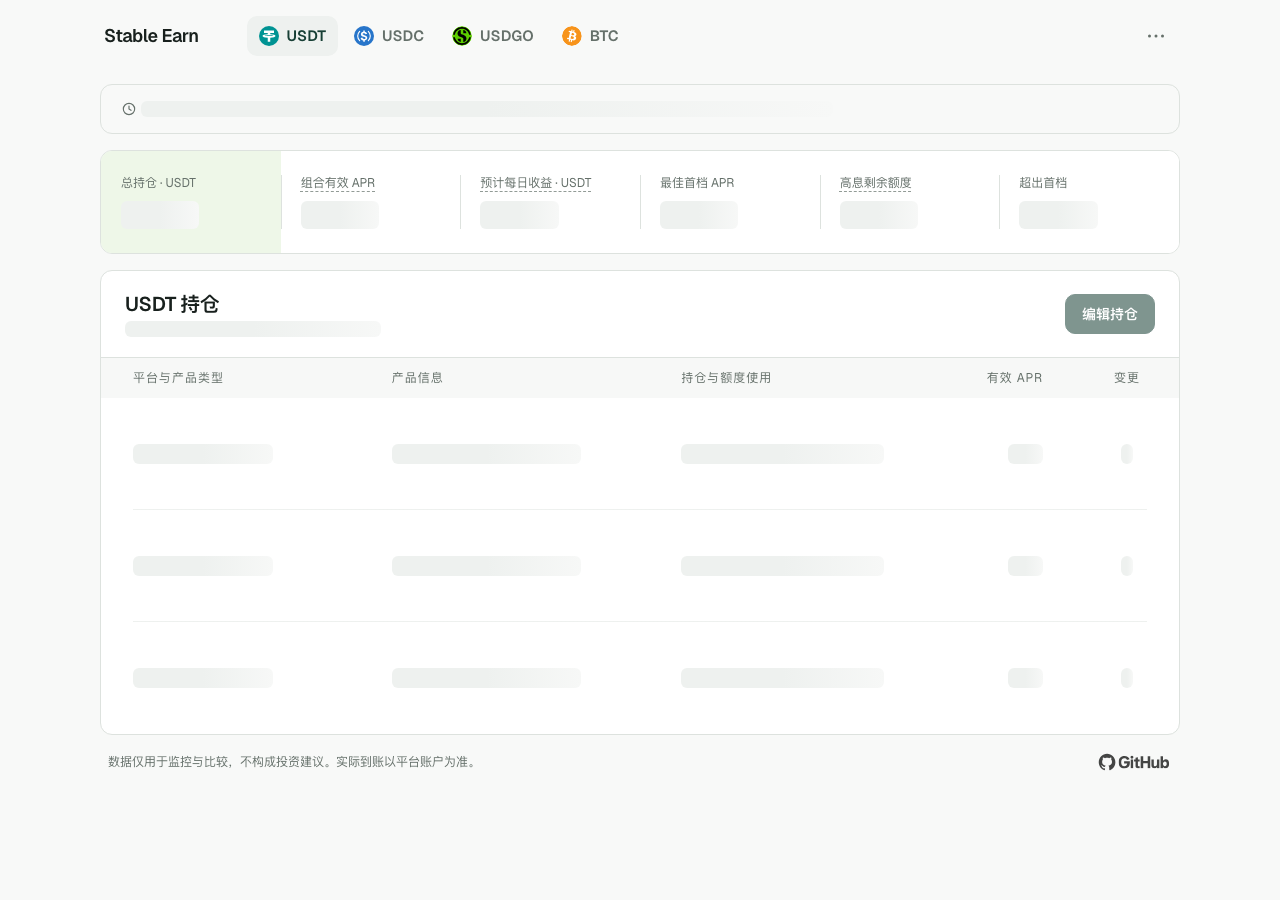 Stable Earn
USDT
USDC
USDGO
BTC
总持仓 · USDT
组合有效 APR
预计每日收益 · USDT
最佳首档 APR
高息剩余额度
超出首档
USDT 持仓
编辑持仓
平台与产品类型
产品信息
持仓与额度使用
有效 APR
变更
数据仅用于监控与比较，不构成投资建议。实际到账以平台账户为准。
GitHub